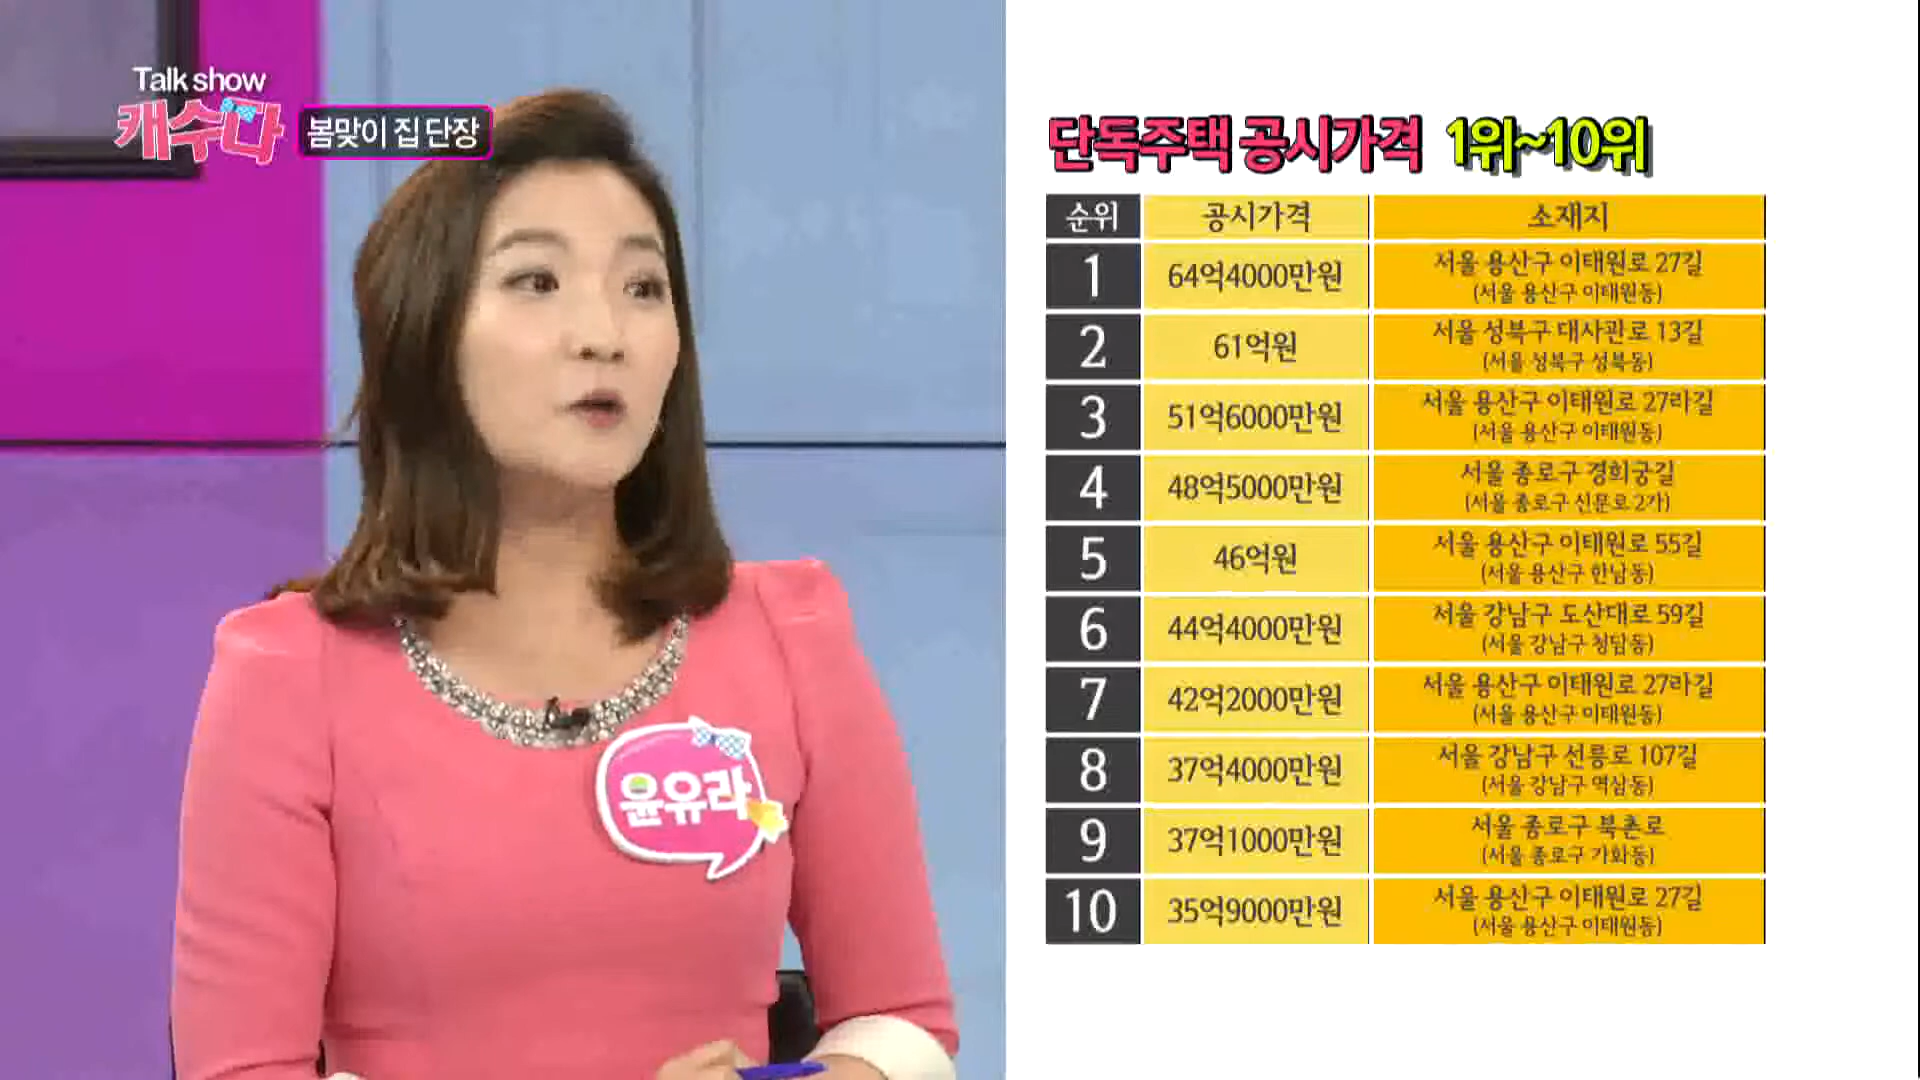 Talk show
캐수다
봄맞이 집 단장
윤유라
단독주택 공시가격 1위~10위
순위 공시가격 소재지
1 64억4000만원 서울 용산구 이태원로 27길
(서울 용산구 이태원동)
2 61억원 서울 성북구 대사관로 13길
(서울 성북구 성북동)
3 51억6000만원 서울 용산구 이태원로 27라길
(서울 용산구 이태원동)
4 48억5000만원 서울 종로구 경희궁길
(서울 종로구 신문로 2가)
5 46억원 서울 용산구 이태원로 55길
(서울 용산구 한남동)
6 44억4000만원 서울 강남구 도산대로 59길
(서울 강남구 청담동)
7 42억2000만원 서울 용산구 이태원로 27라길
(서울 용산구 이태원동)
8 37억4000만원 서울 강남구 선릉로 107길
(서울 강남구 역삼동)
9 37억1000만원 서울 종로구 북촌로
(서울 종로구 가회동)
10 35억9000만원 서울 용산구 이태원로 27길
(서울 용산구 이태원동)